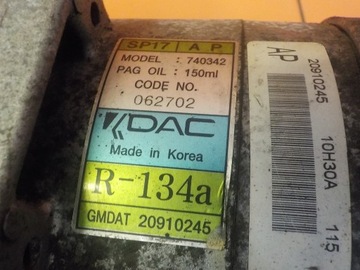 SP17 A P
MODEL : 740342
PAG OIL : 150ml
CODE NO.
062702
KDAC
Made in Korea
R-134a
GMDAT 20910245
AP
20910245
10H30A 115